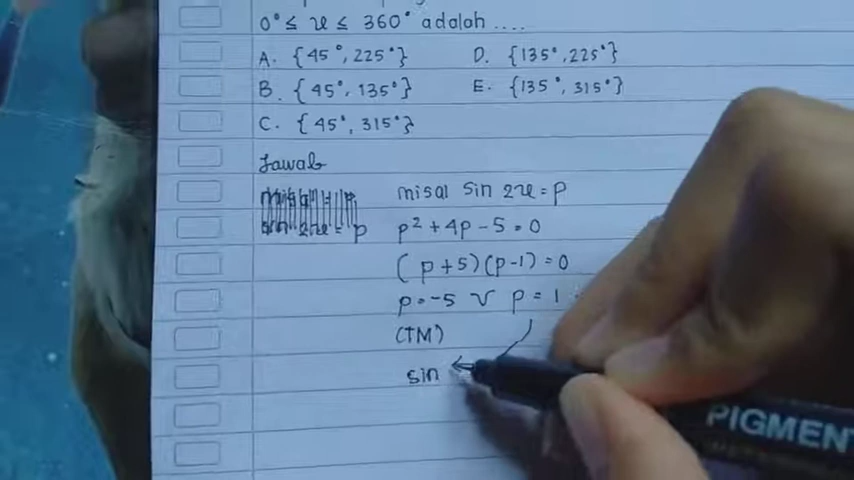 0° ≤ x ≤ 360° adalah ....
A. {45°, 225°} D. {135°, 225°}
B. {45°, 135°} E. {135°, 315°}
C. {45°, 315°}
Jawab
misal sin 2x = p
p² + 4p - 5 = 0
(p+5)(p-1) = 0
p = -5 ∨ p = 1
(TM)
sin
PIGMENT